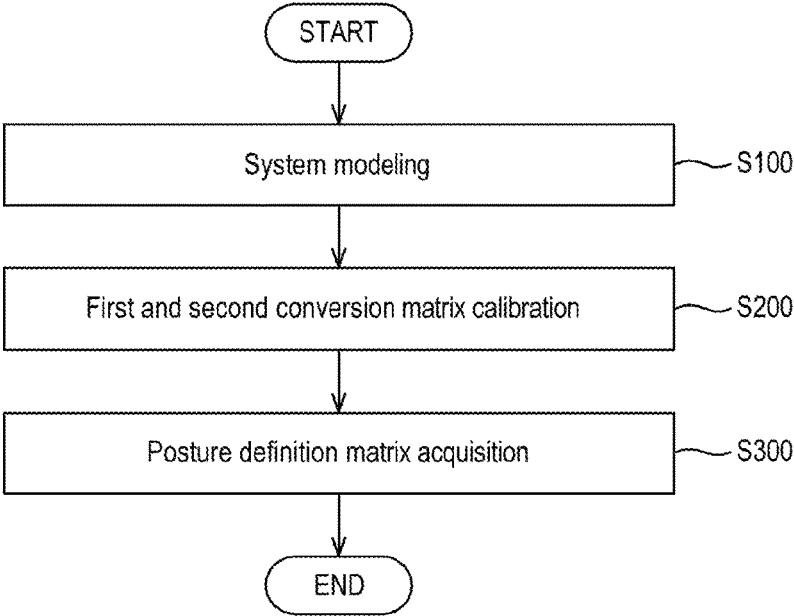 START
System modeling
S100
First and second conversion matrix calibration
S200
Posture definition matrix acquisition
S300
END